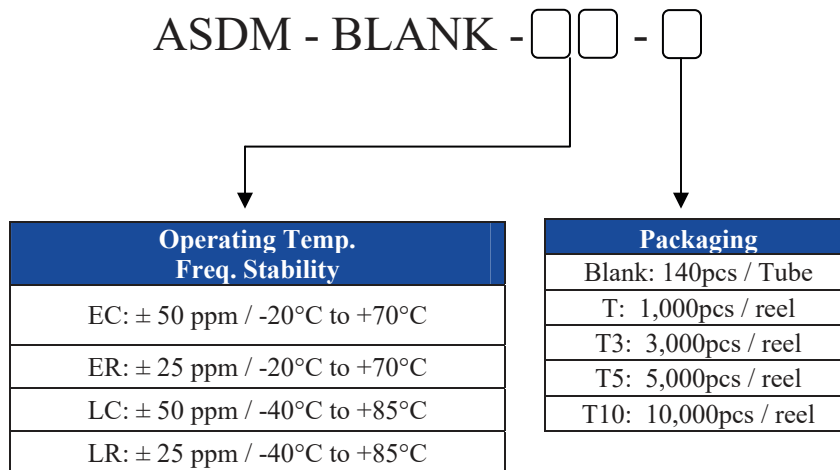 ASDM - BLANK - -
Operating Temp.
Freq. Stability
EC: ± 50 ppm / -20°C to +70°C
ER: ± 25 ppm / -20°C to +70°C
LC: ± 50 ppm / -40°C to +85°C
LR: ± 25 ppm / -40°C to +85°C
Packaging
Blank: 140pcs / Tube
T: 1,000pcs / reel
T3: 3,000pcs / reel
T5: 5,000pcs / reel
T10: 10,000pcs / reel